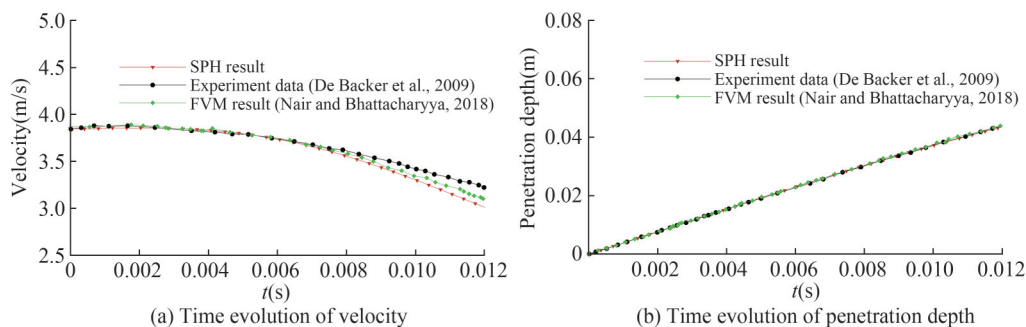 5.0
4.5
4.0
3.5
3.0
2.5
Velocity(m/s)
SPH result
Experiment data (De Backer et al., 2009)
FVM result (Nair and Bhattacharyya, 2018)
0 0.002 0.004 0.006 0.008 0.010 0.012
t(s)
(a) Time evolution of velocity
0.08
0.06
0.04
0.02
0
Penetration depth(m)
SPH result
Experiment data (De Backer et al., 2009)
FVM result (Nair and Bhattacharyya, 2018)
0.002 0.004 0.006 0.008 0.010 0.012
t(s)
(b) Time evolution of penetration depth